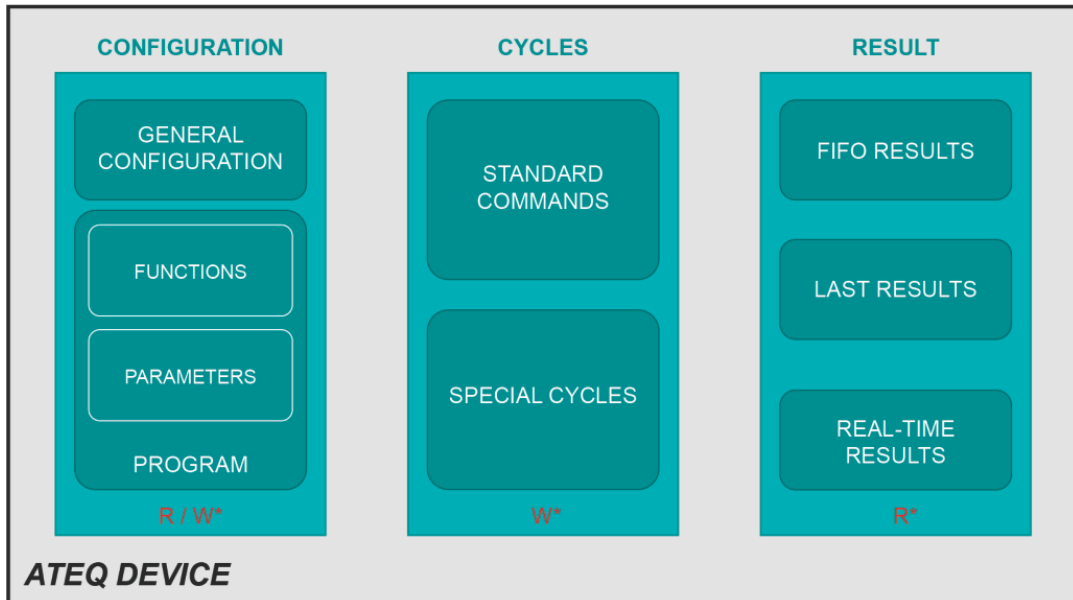 CONFIGURATION
GENERAL
CONFIGURATION
FUNCTIONS
PARAMETERS
PROGRAM
R / W*
CYCLES
STANDARD
COMMANDS
SPECIAL CYCLES
W*
RESULT
FIFO RESULTS
LAST RESULTS
REAL-TIME
RESULTS
R*
ATEQ DEVICE